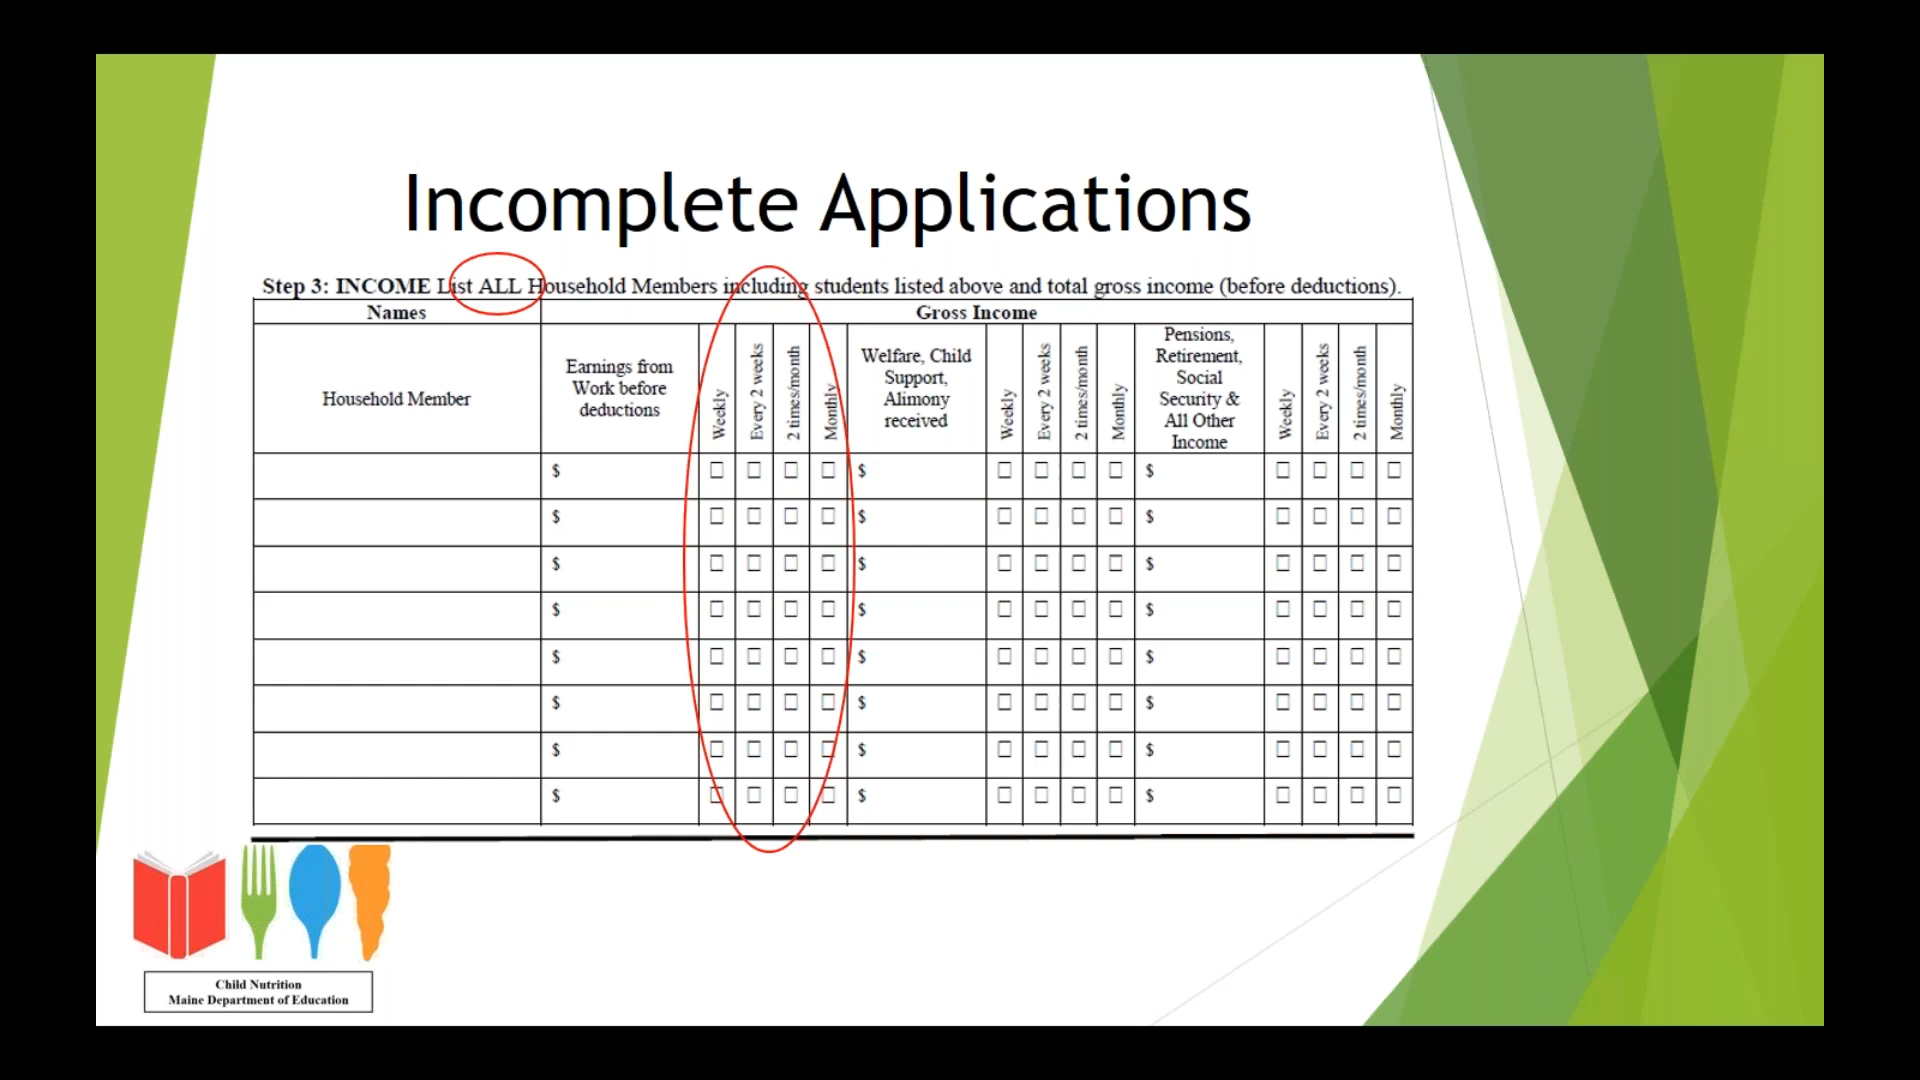 Incomplete Applications
Step 3: INCOME List ALL Household Members including students listed above and total gross income (before deductions).
Names Gross Income
Household Member
Earnings from
Work before
deductions
Weekly
Every 2 weeks
2 times/month
Monthly
Welfare, Child
Support,
Alimony
received
Weekly
Every 2 weeks
2 times/month
Monthly
Pensions,
Retirement,
Social
Security &
All Other
Income
Weekly
Every 2 weeks
2 times/month
Monthly
$ $ $
$ $ $
$ $ $
$ $ $
$ $ $
$ $ $
$ $ $
$ $ $
Child Nutrition
Maine Department of Education